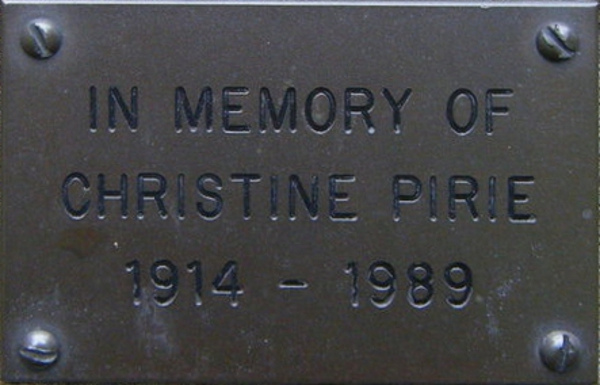 IN MEMORY OF
CHRISTINE PIRIE
1914 - 1989